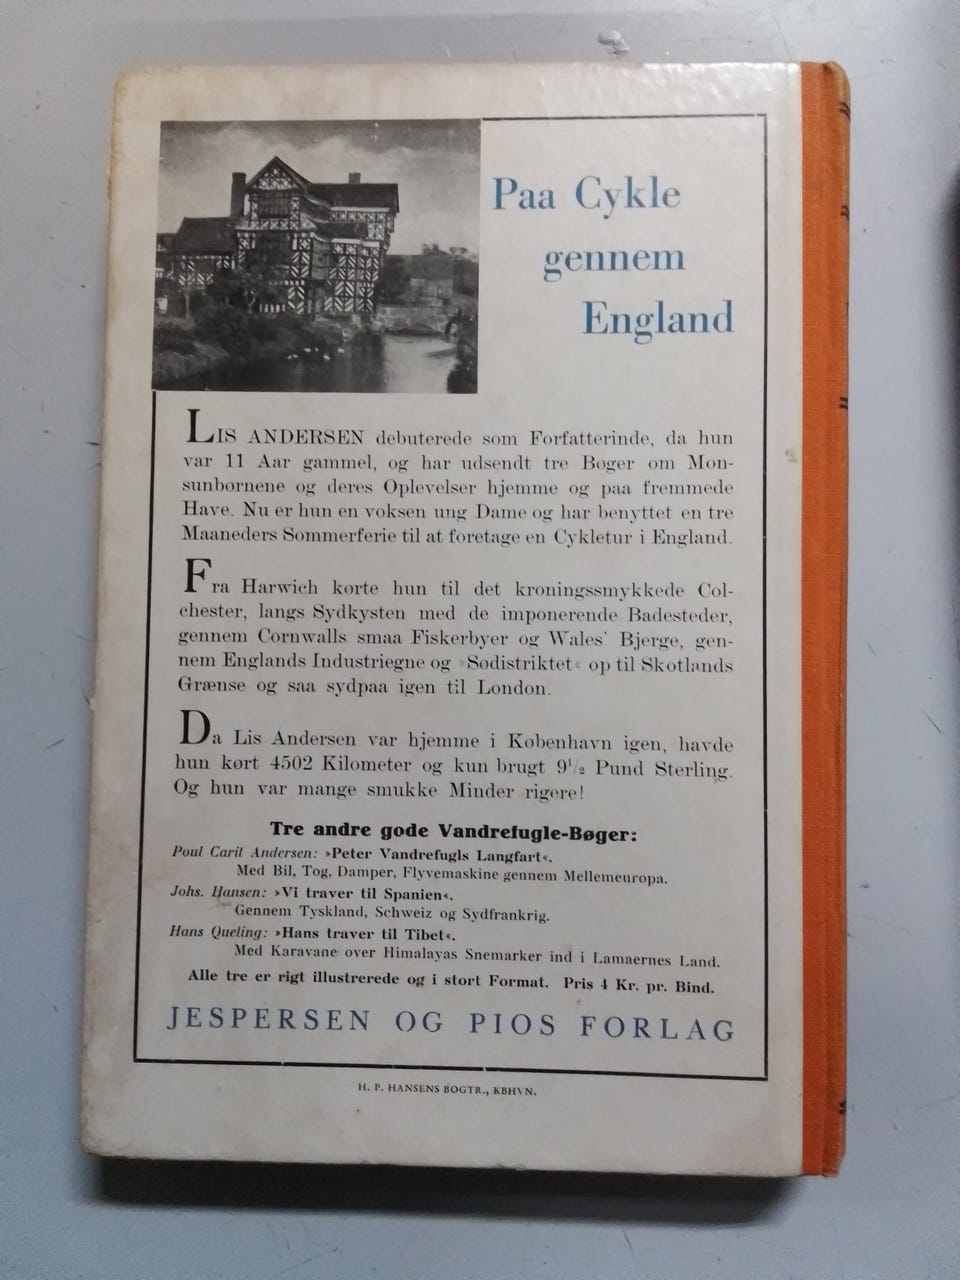 Paa Cykle
gennem
England
LIS ANDERSEN debuterede som Forfatterinde, da hun
var 11 Aar gammel, og har udsendt tre Bøger om Mon-
sunbørnene og deres Oplevelser hjemme og paa fremmede
Have. Nu er hun en voksen ung Dame og har benyttet en tre
Maaneders Sommerferie til at foretage en Cykletur i England.
Fra Harwich kørte hun til det kroningssmykkede Col-
chester, langs Sydkysten med de imponerende Badesteder,
gennem Cornwalls smaa Fiskerbyer og Wales' Bjerge, gen-
nem Englands Industriegne og »Sødistriktet« op til Skotlands
Grænse og saa sydpaa igen til London.
Da Lis Andersen var hjemme i København igen, havde
hun kørt 4502 Kilometer og kun brugt 9½ Pund Sterling.
Og hun var mange smukke Minder rigere!
Tre andre gode Vandrefugle-Bøger:
Poul Carit Andersen: »Peter Vandrefugls Langfart«.
Med Bil, Tog, Damper, Flyvemaskine gennem Mellemeuropa.
Johs. Hansen: »Vi traver til Spanien«.
Gennem Tyskland, Schweiz og Sydfrankrig.
Hans Queling: »Hans traver til Tibet«.
Med Karavane over Himalayas Snemarker ind i Lamaernes Land.
Alle tre er rigt illustrerede og i stort Format. Pris 4 Kr. pr. Bind.
JESPERSEN OG PIOS FORLAG
H. P. HANSENS BOGTR., KBHVN.